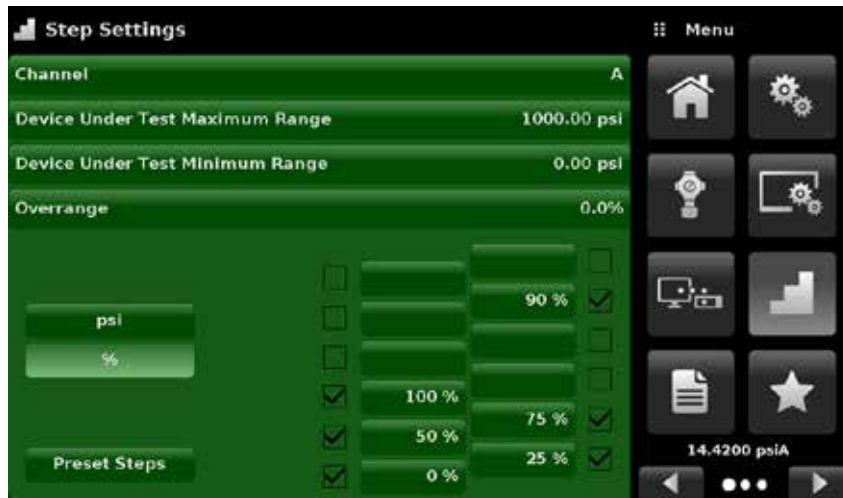 Step Settings
Menu
Channel A
Device Under Test Maximum Range 1000.00 psi
Device Under Test Minimum Range 0.00 psi
Overrange 0.0%
90 %
psi
%
100 %
75 %
50 %
25 %
Preset Steps
0 %
14.4200 psiA